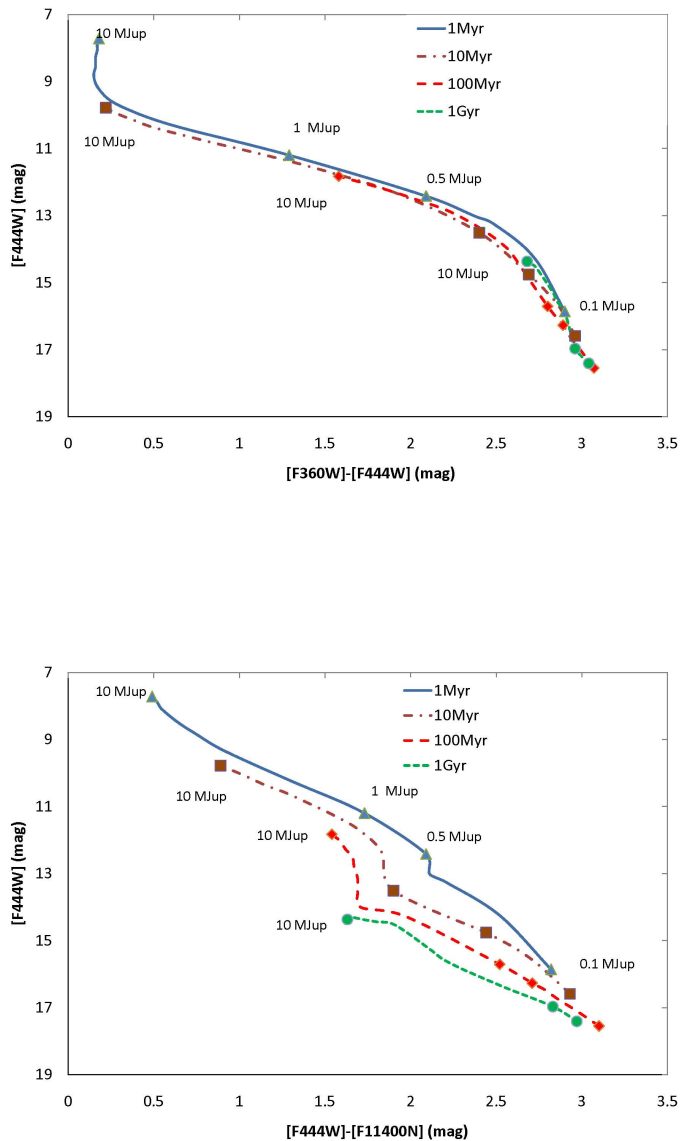 7
10 MJup
1Myr
10Myr
9
100Myr
1Gyr
10 MJup
1 MJup
11
0.5 MJup
10 MJup
13
10 MJup
15
0.1 MJup
17
19
[F444W] (mag)
0 0.5 1 1.5 2 2.5 3 3.5
[F360W]-[F444W] (mag)
7
10 MJup
1Myr
10Myr
9
100Myr
1Gyr
10 MJup
1 MJup
11
10 MJup
0.5 MJup
13
10 MJup
15
0.1 MJup
17
19
[F444W] (mag)
0 0.5 1 1.5 2 2.5 3 3.5
[F444W]-[F11400N] (mag)